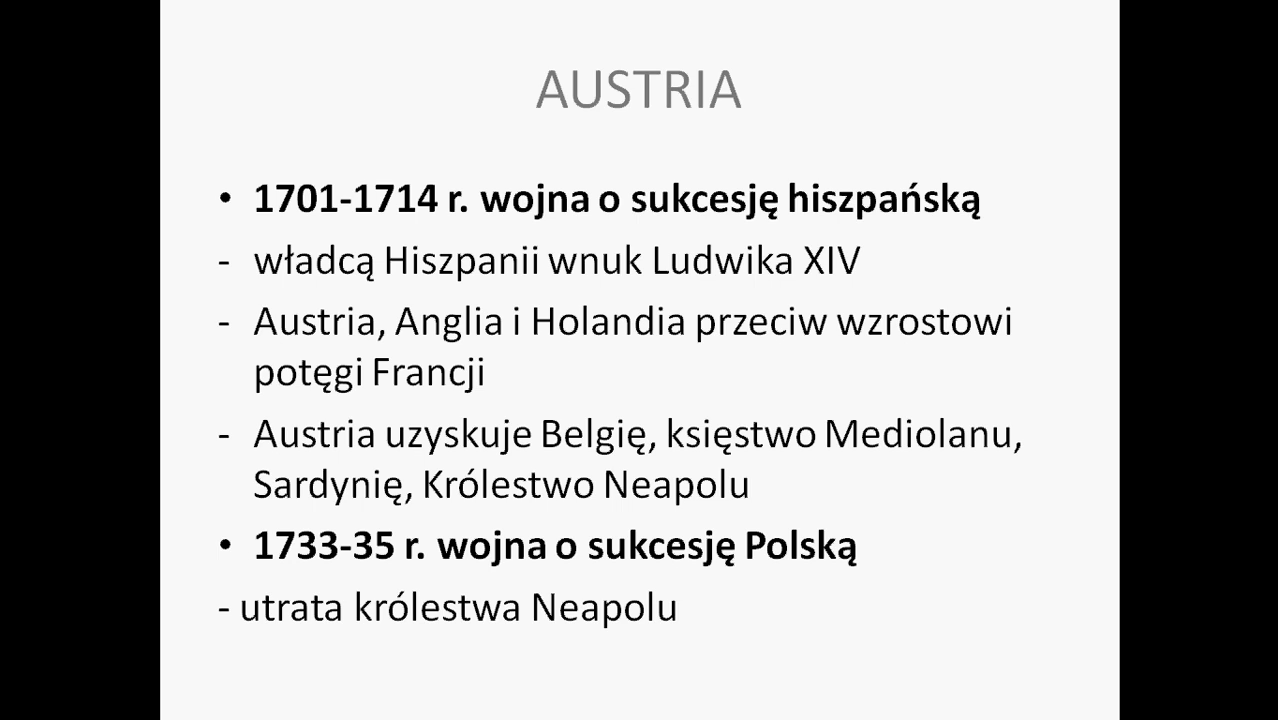 AUSTRIA
• 1701-1714 r. wojna o sukcesję hiszpańską
- władcą Hiszpanii wnuk Ludwika XIV
- Austria, Anglia i Holandia przeciw wzrostowi
potęgi Francji
- Austria uzyskuje Belgię, księstwo Mediolanu,
Sardynię, Królestwo Neapolu
• 1733-35 r. wojna o sukcesję Polską
- utrata królestwa Neapolu